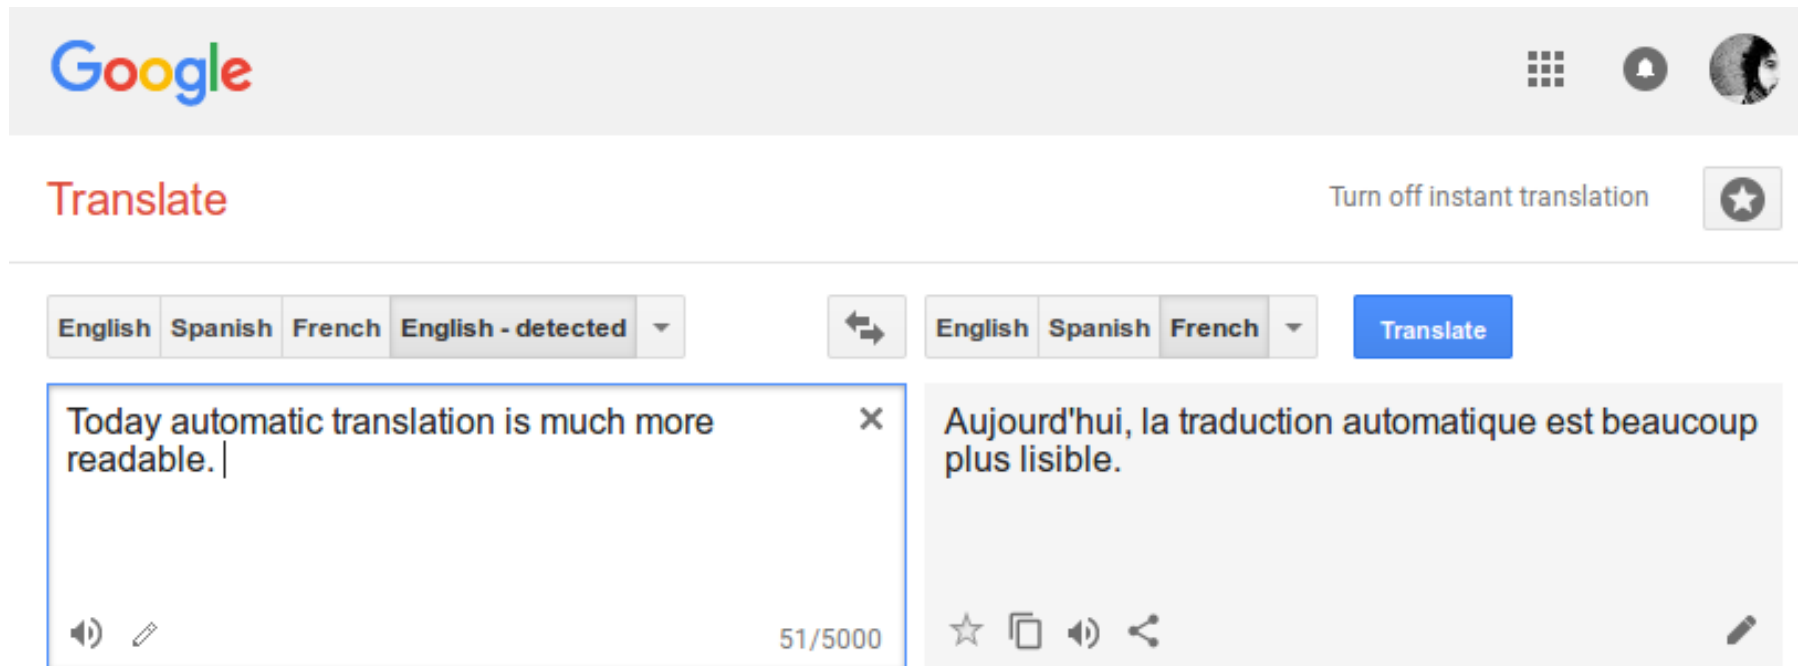 Google
Translate
Turn off instant translation
English Spanish French English - detected
English Spanish French Translate
Today automatic translation is much more
readable.
51/5000
Aujourd'hui, la traduction automatique est beaucoup
plus lisible.